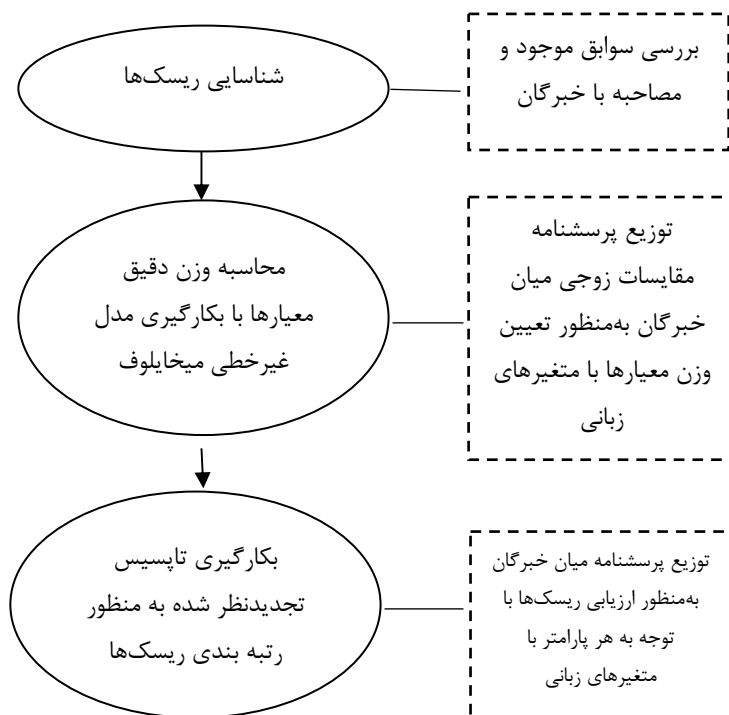 شناسایی ریسک‌ها
بررسی سوابق موجود و
مصاحبه با خبرگان
محاسبه وزن دقیق
معیارها با بکارگیری مدل
غیرخطی میخایلوف
توزیع پرسشنامه
مقایسات زوجی میان
خبرگان به‌منظور تعیین
وزن معیارها با متغیرهای
زبانی
بکارگیری تاپسیس
تجدیدنظر شده به منظور
رتبه بندی ریسک‌ها
توزیع پرسشنامه میان خبرگان
به‌منظور ارزیابی ریسک‌ها با
توجه به هر پارامتر با
متغیرهای زبانی